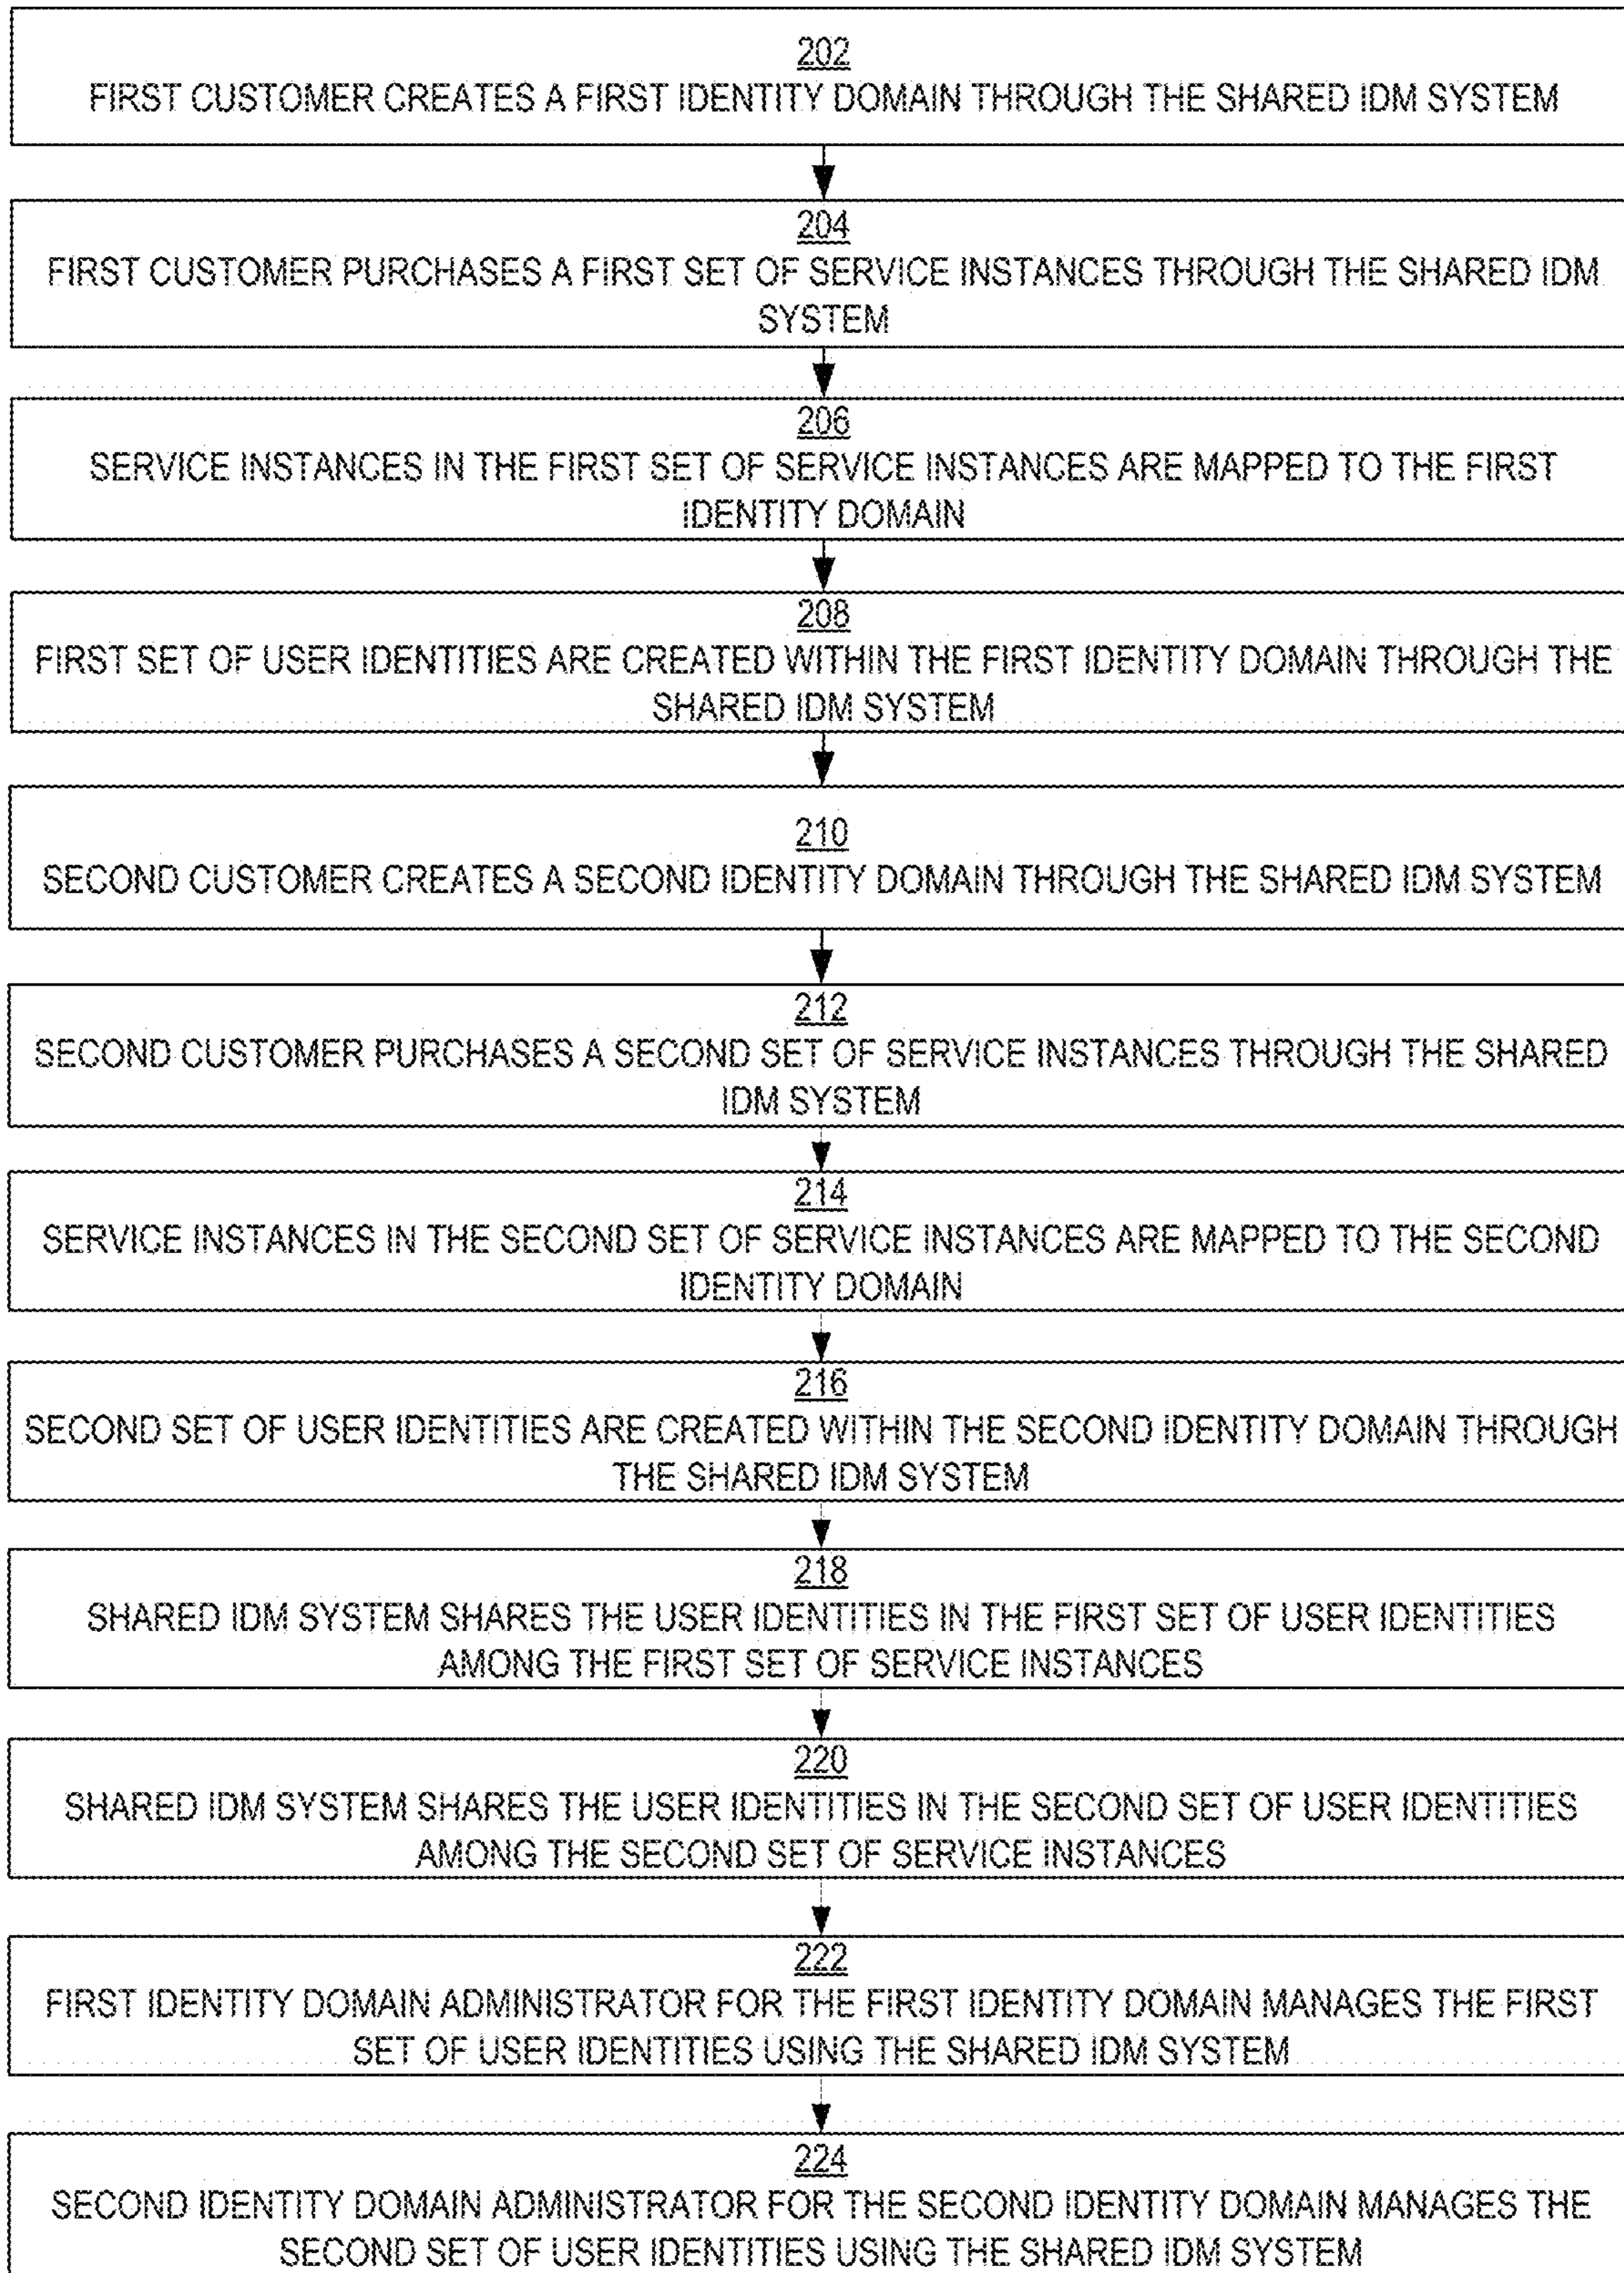 202
FIRST CUSTOMER CREATES A FIRST IDENTITY DOMAIN THROUGH THE SHARED IDM SYSTEM
204
FIRST CUSTOMER PURCHASES A FIRST SET OF SERVICE INSTANCES THROUGH THE SHARED IDM
SYSTEM
206
SERVICE INSTANCES IN THE FIRST SET OF SERVICE INSTANCES ARE MAPPED TO THE FIRST
IDENTITY DOMAIN
208
FIRST SET OF USER IDENTITIES ARE CREATED WITHIN THE FIRST IDENTITY DOMAIN THROUGH THE
SHARED IDM SYSTEM
210
SECOND CUSTOMER CREATES A SECOND IDENTITY DOMAIN THROUGH THE SHARED IDM SYSTEM
212
SECOND CUSTOMER PURCHASES A SECOND SET OF SERVICE INSTANCES THROUGH THE SHARED
IDM SYSTEM
214
SERVICE INSTANCES IN THE SECOND SET OF SERVICE INSTANCES ARE MAPPED TO THE SECOND
IDENTITY DOMAIN
216
SECOND SET OF USER IDENTITIES ARE CREATED WITHIN THE SECOND IDENTITY DOMAIN THROUGH
THE SHARED IDM SYSTEM
218
SHARED IDM SYSTEM SHARES THE USER IDENTITIES IN THE FIRST SET OF USER IDENTITIES
AMONG THE FIRST SET OF SERVICE INSTANCES
220
SHARED IDM SYSTEM SHARES THE USER IDENTITIES IN THE SECOND SET OF USER IDENTITIES
AMONG THE SECOND SET OF SERVICE INSTANCES
222
FIRST IDENTITY DOMAIN ADMINISTRATOR FOR THE FIRST IDENTITY DOMAIN MANAGES THE FIRST
SET OF USER IDENTITIES USING THE SHARED IDM SYSTEM
224
SECOND IDENTITY DOMAIN ADMINISTRATOR FOR THE SECOND IDENTITY DOMAIN MANAGES THE
SECOND SET OF USER IDENTITIES USING THE SHARED IDM SYSTEM